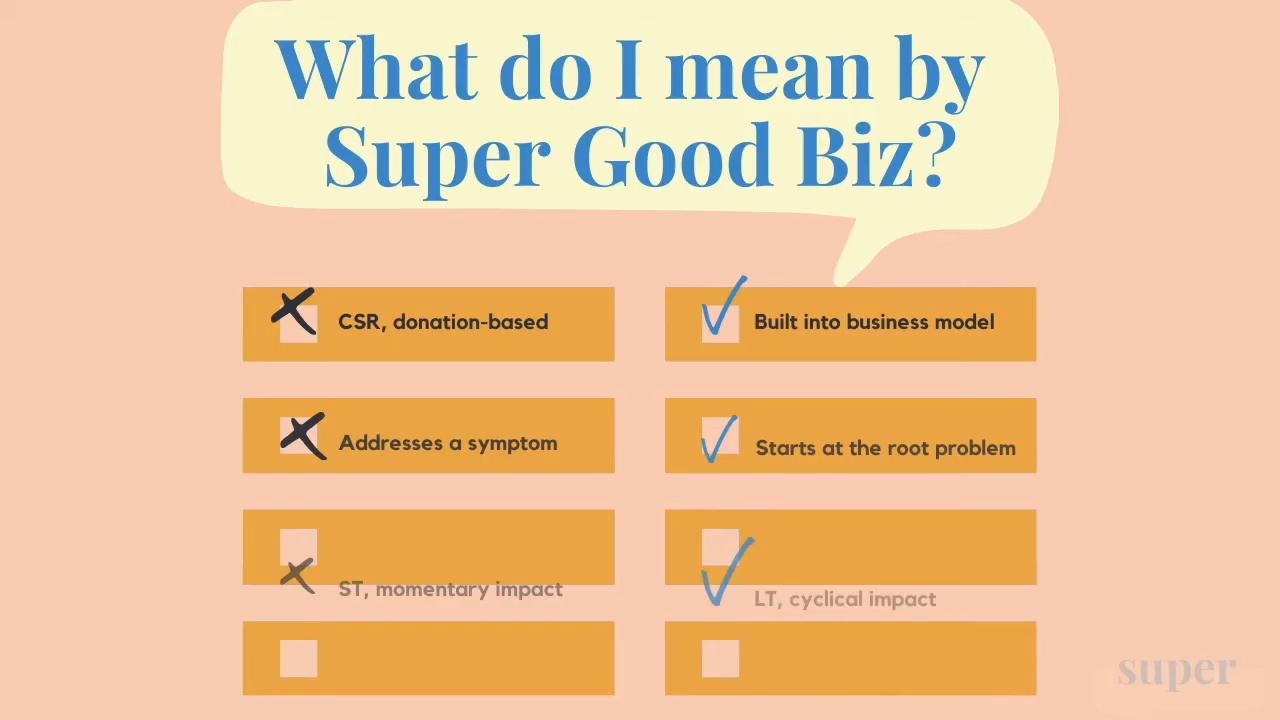 What do I mean by
Super Good Biz?
CSR, donation-based
Built into business model
Addresses a symptom
Starts at the root problem
ST, momentary impact
LT, cyclical impact
super